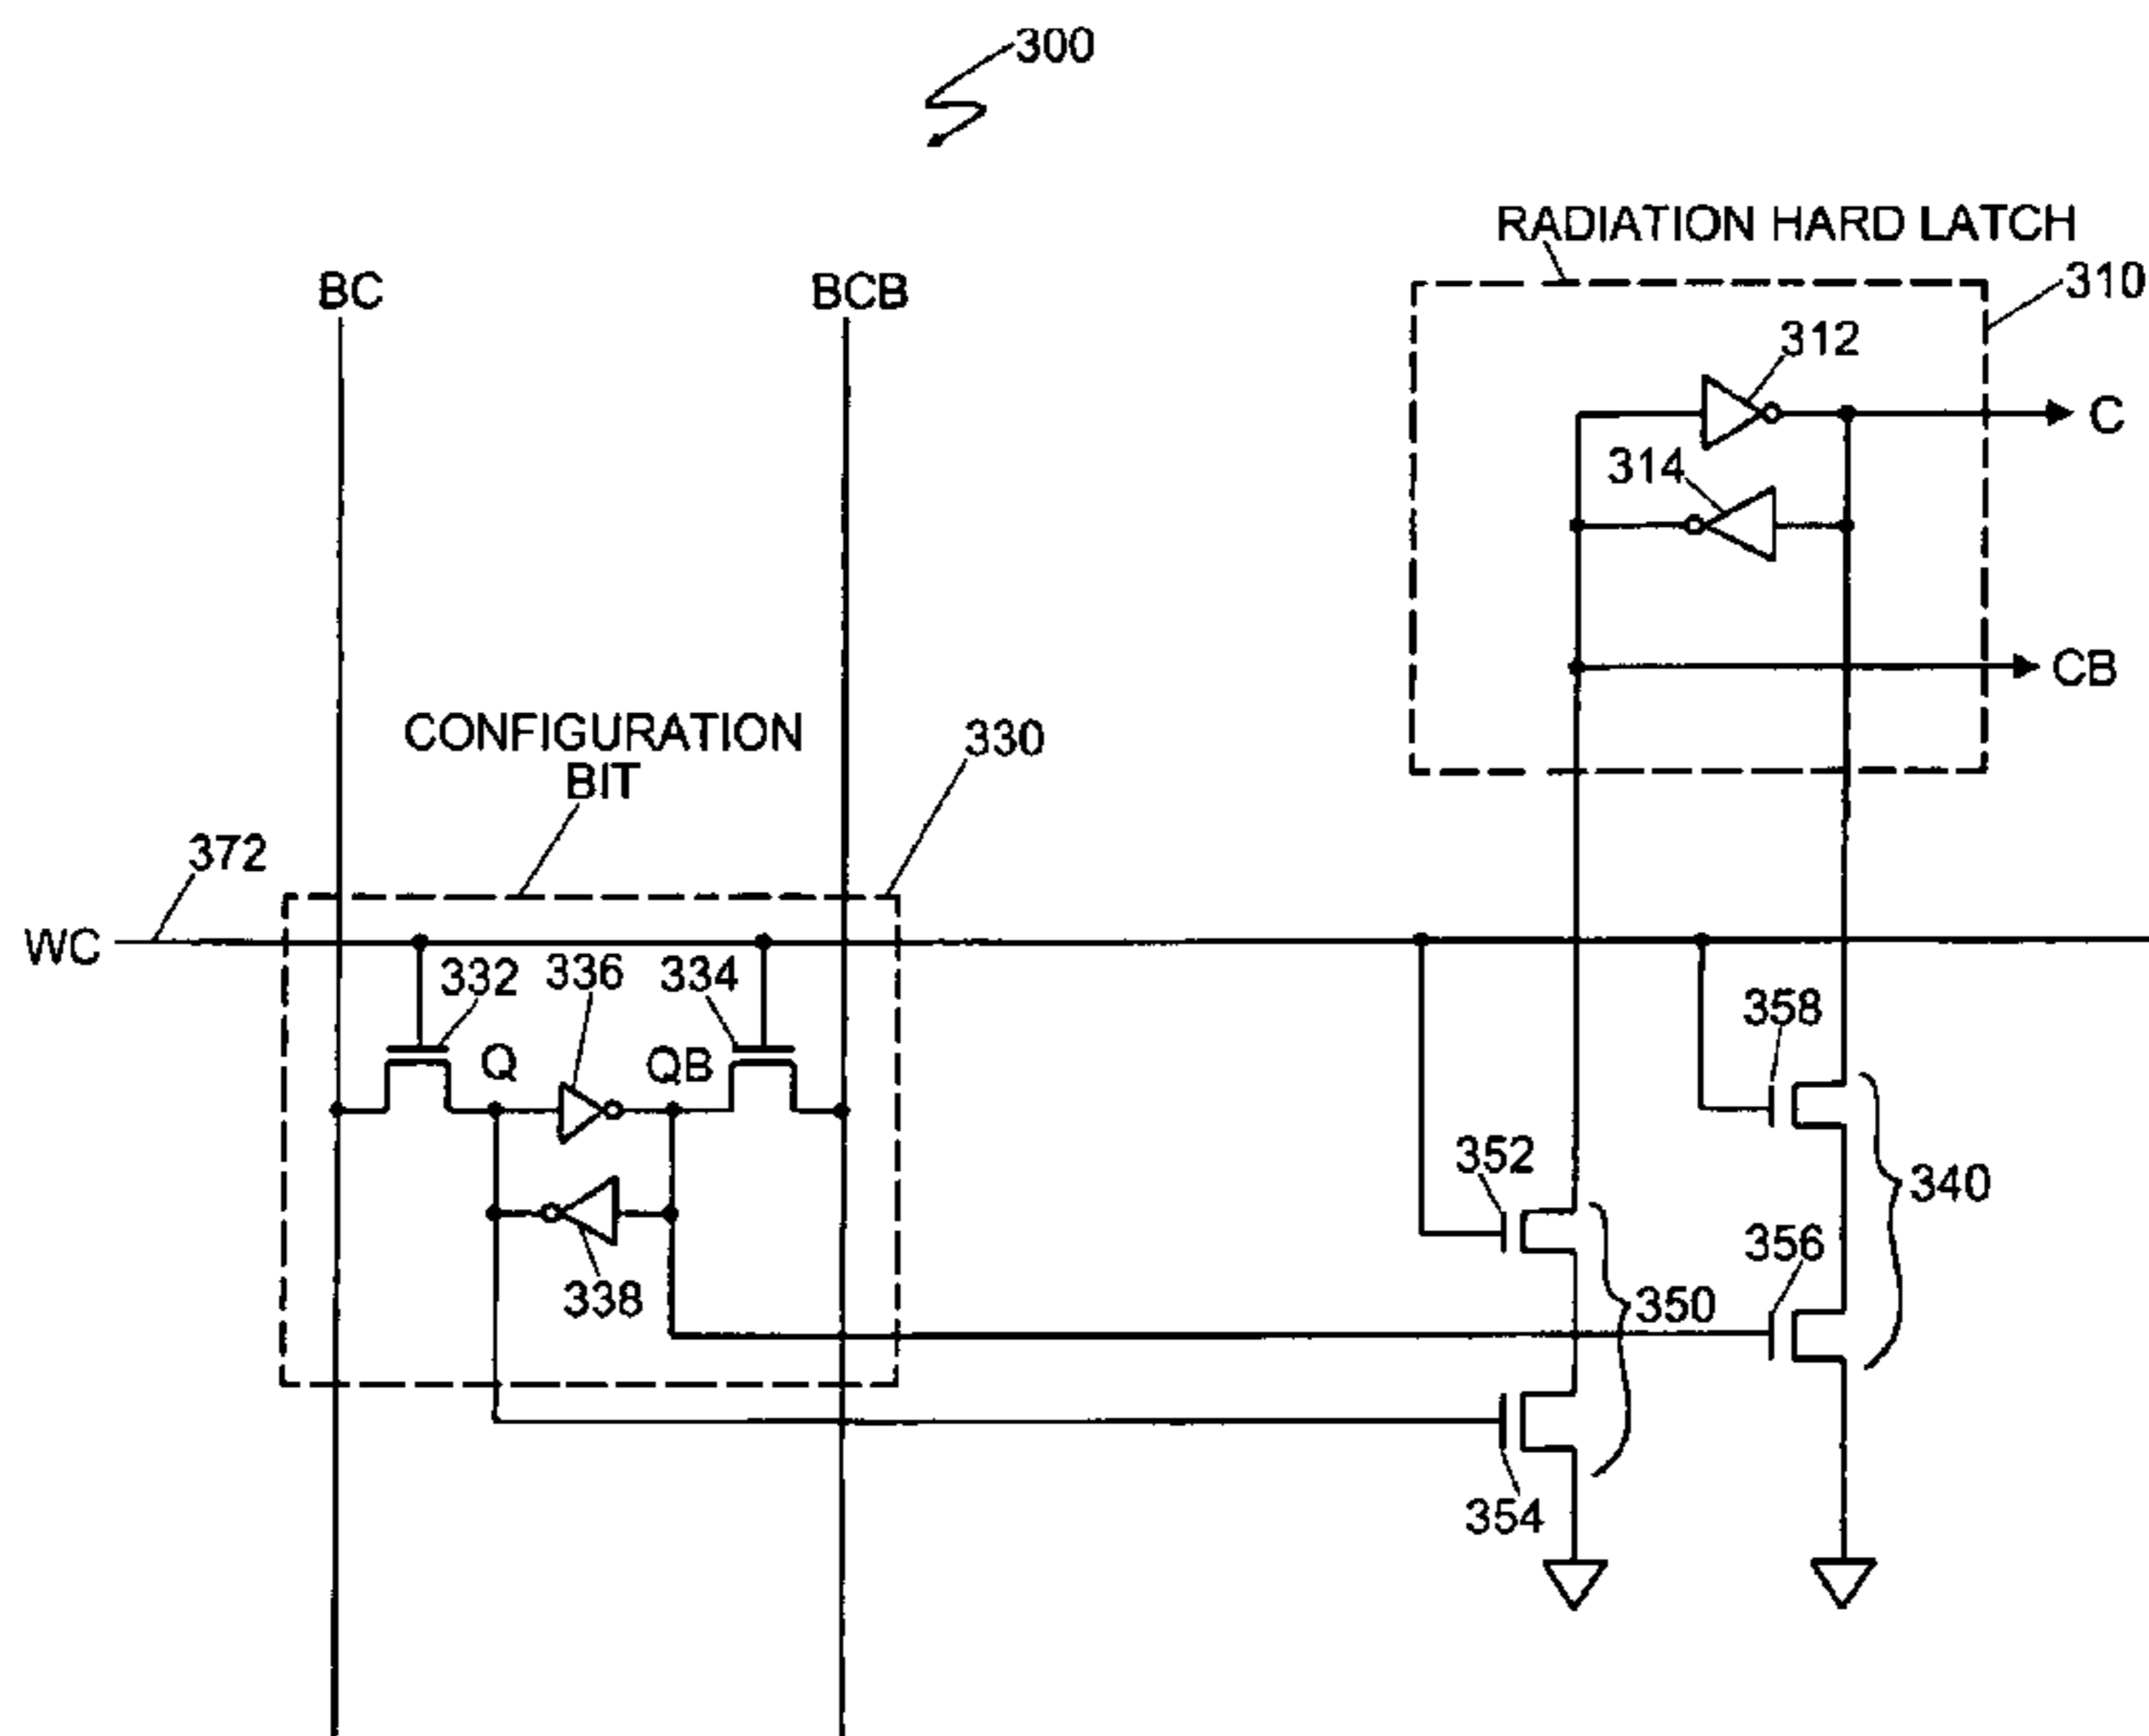 300
RADIATION HARD LATCH
310
BC
BCB
312
C
314
CB
CONFIGURATION
BIT
330
372
WC
332
336
334
358
Q
QB
352
340
356
338
350
354